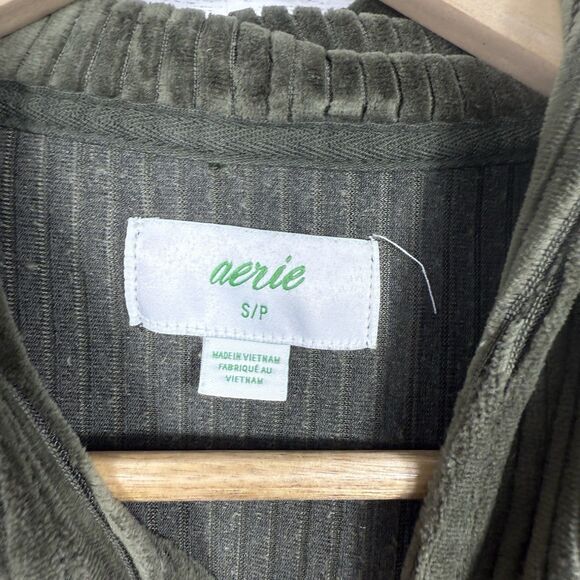 aerie
S/P
MADE IN VIETNAM
FABRIQUÉ AU
VIETNAM